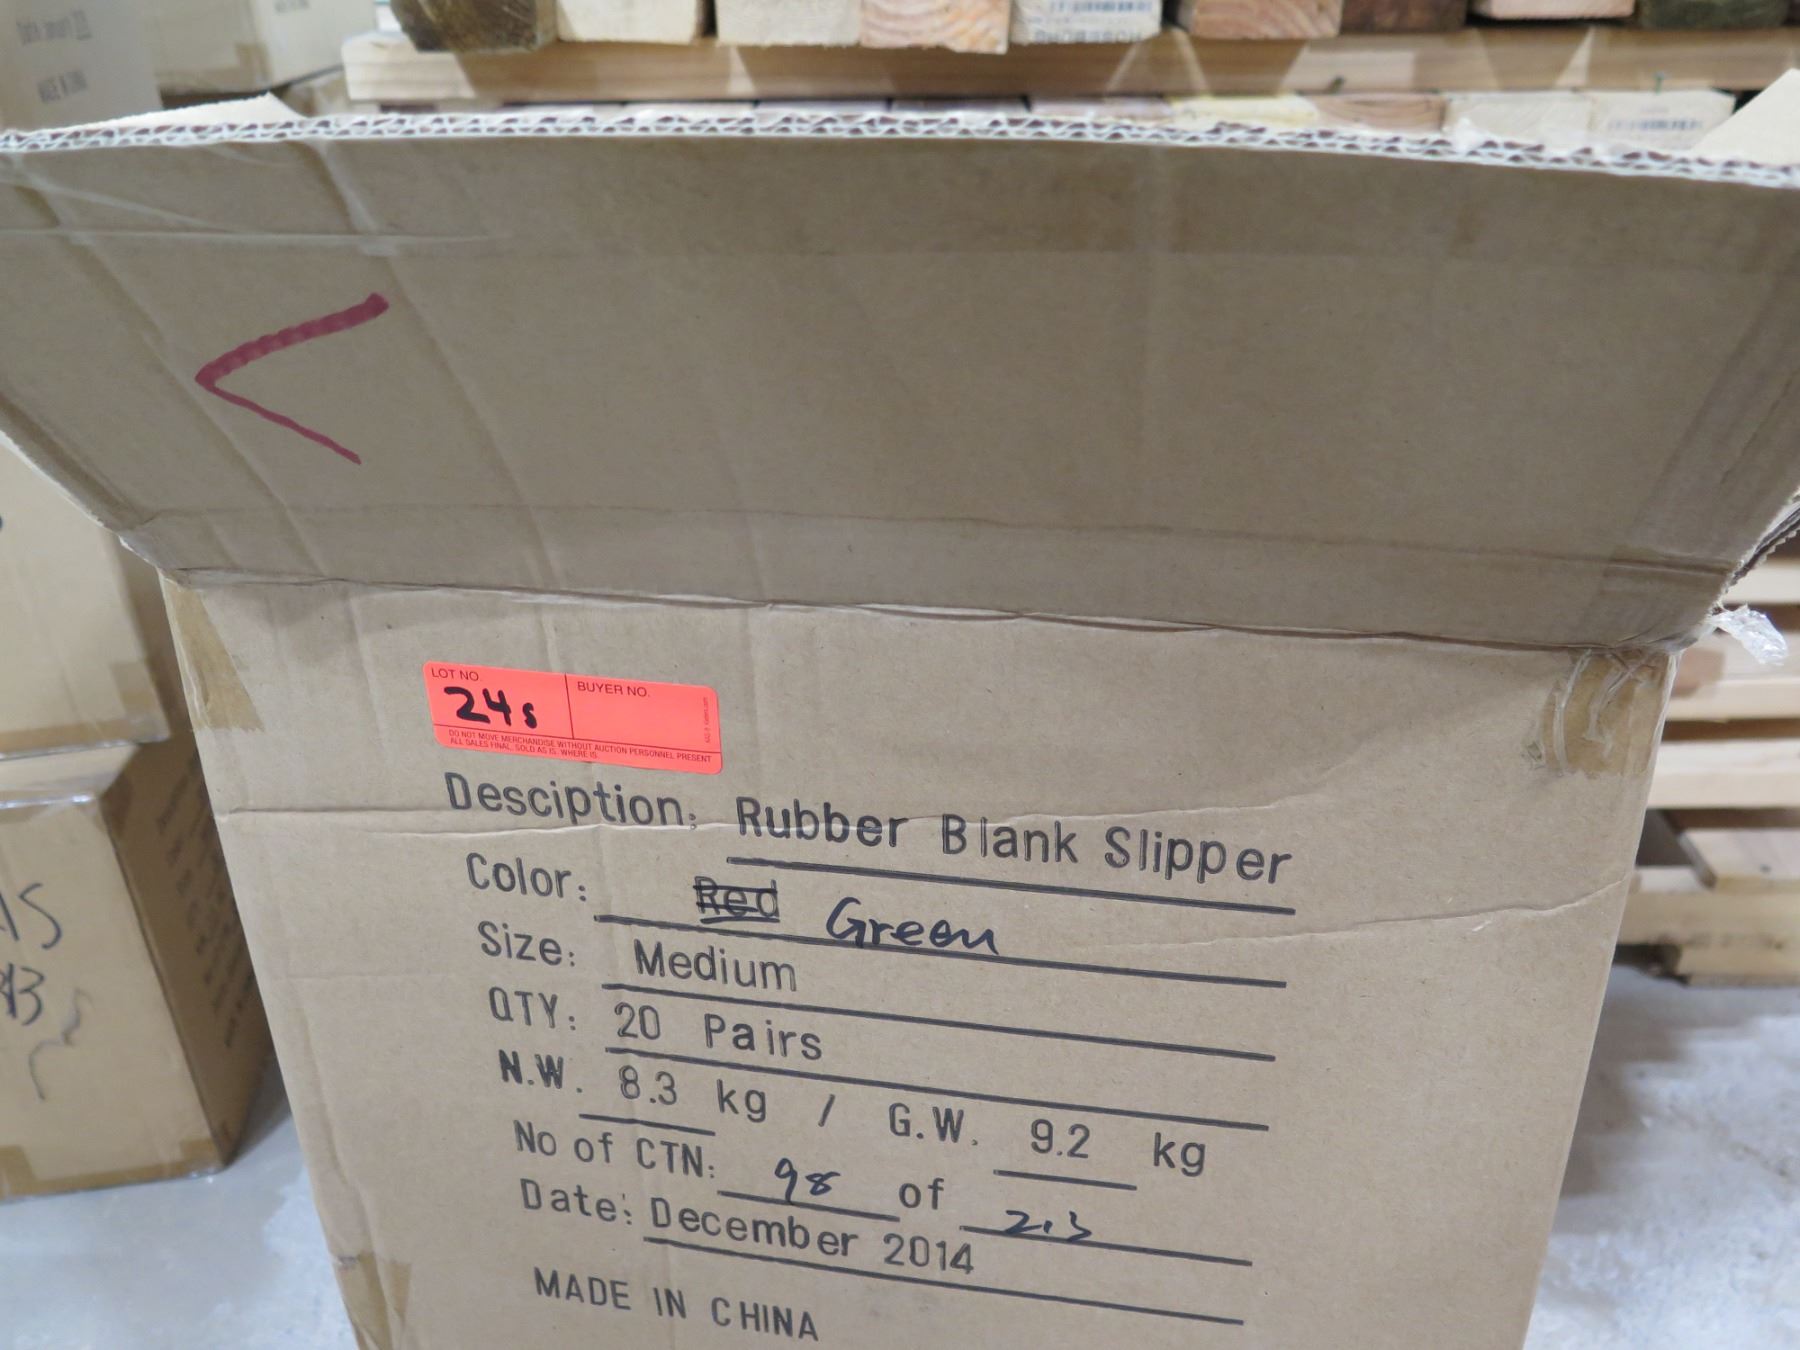 LOT NO.
24s
BUYER NO.
DO NOT MOVE MERCHANDISE WITHOUT AUCTION PERSONNEL PRESENT
ALL SALES FINAL, SOLD AS IS, WHERE IS.
Desciption: Rubber Blank Slipper
Color: Red Green
Size: Medium
QTY: 20 Pairs
N.W. 8.3 kg / G.W. 9.2 kg
No of CTN: 98 of
Date: December 2014
MADE IN CHINA